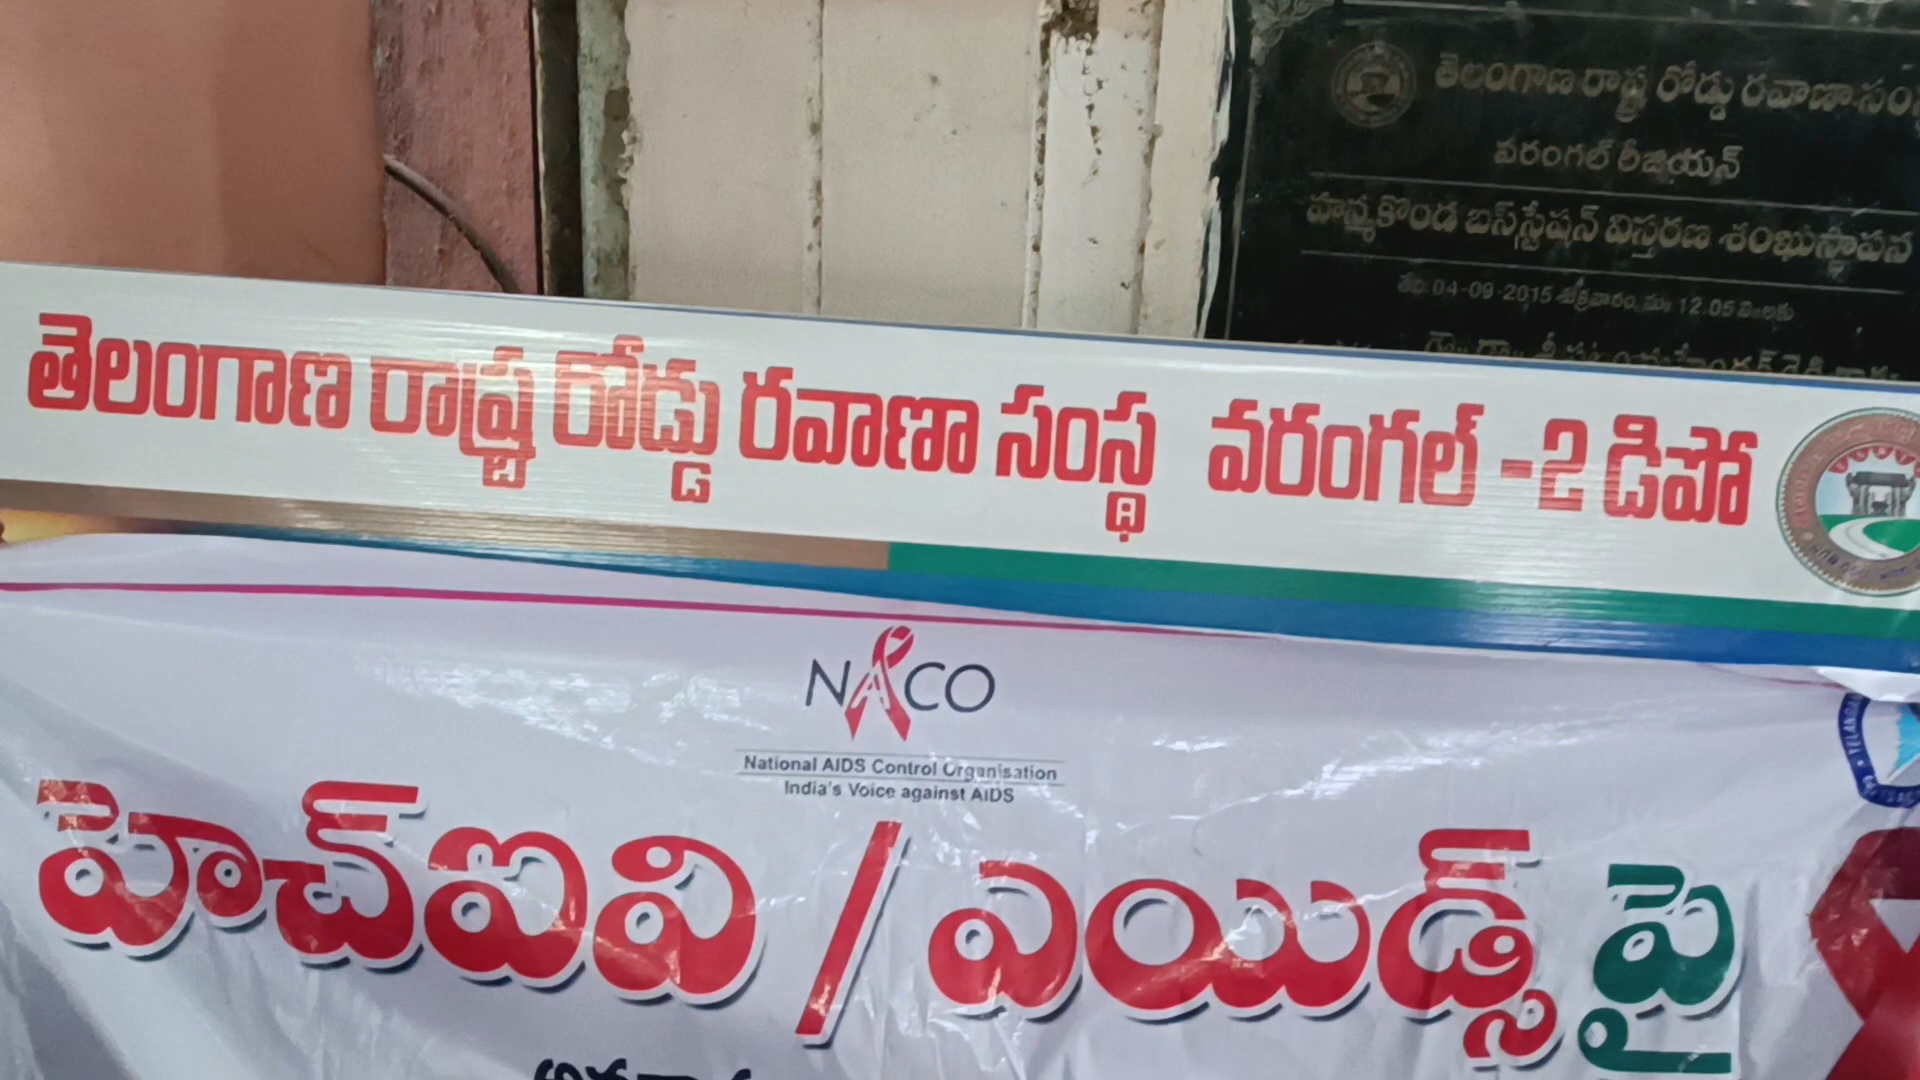 తెలంగాణ రాష్ట్ర రోడ్డు రవాణా
వరంగల్ రీజియన్
హన్మకొండ బస్‌స్టేషన్ విస్తరణ శంఖుస్థాపన
తేది 04-09-2015 శుక్రవారం, మ॥ 12.05 ని॥లకు
తెలంగాణ రాష్ట్ర రోడ్డు రవాణా సంస్థ వరంగల్ -2 డిపో
NACO
National AIDS Control Organisation
India's Voice against AIDS
హెచ్ఐవి / ఎయిడ్స్ పై